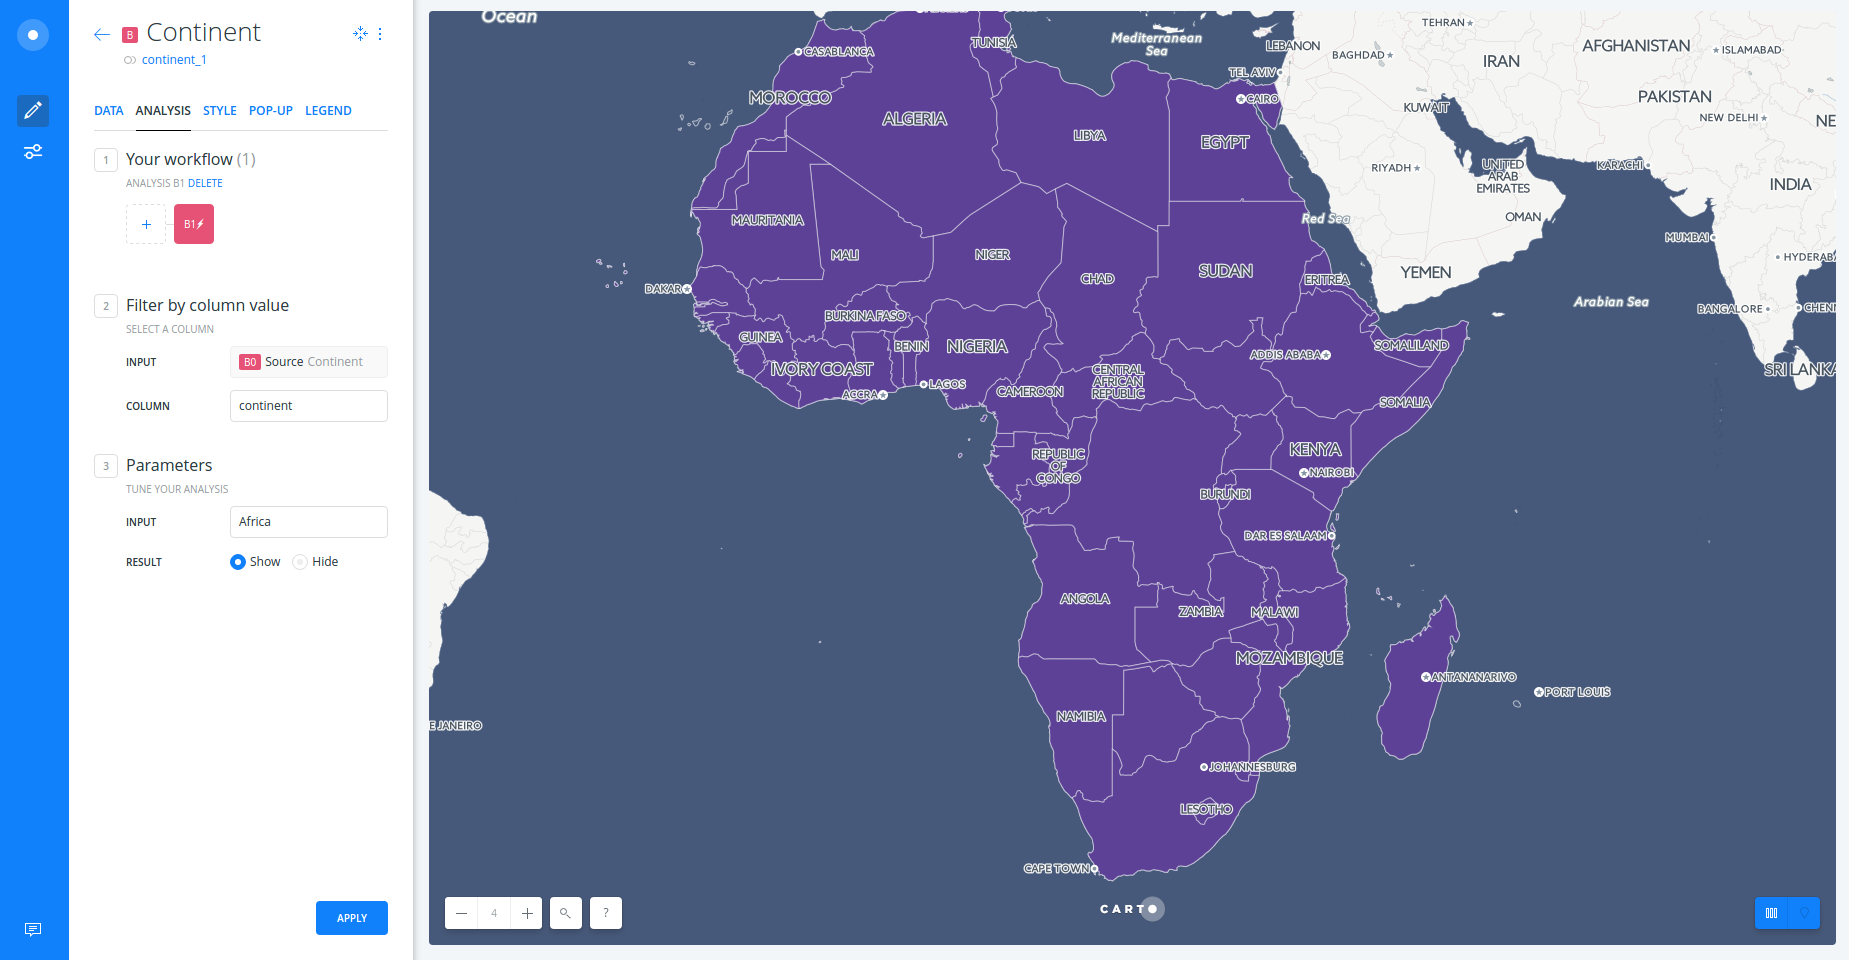 B Continent
continent_1
DATA ANALYSIS STYLE POP-UP LEGEND
1 Your workflow (1)
ANALYSIS B1 DELETE
+ B1
2 Filter by column value
SELECT A COLUMN
INPUT B0 Source Continent
COLUMN continent
3 Parameters
TUNE YOUR ANALYSIS
INPUT Africa
RESULT Show Hide
APPLY
Ocean
TUNISIA
Mediterranean
Sea
LEBANON
TEHRAN
AFGHANISTAN
ISLAMABAD
CASABLANCA
BAGHDAD
IRAN
TEL AVIV
MOROCCO
CAIRO
KUWAIT
PAKISTAN
ALGERIA
LIBYA
EGYPT
NEW DELHI
NE
RIYADH
UNITED
ARAB
EMIRATES
KARACHI
INDIA
MAURITANIA
Red Sea
OMAN
MUMBAI
MALI
NIGER
CHAD
SUDAN
ERITREA
YEMEN
HYDERABA
DAKAR
Arabian Sea
BANGALORE
CHENN
BURKINA FASO
GUINEA
BENIN
NIGERIA
ADDIS ABABA
SOMALILAND
IVORY COAST
CENTRAL
AFRICAN
REPUBLIC
SRI LANKA
ACCRA
LAGOS
CAMEROON
SOMALIA
REPUBLIC
OF
CONGO
KENYA
NAIROBI
BURUNDI
DAR ES SALAAM
ANGOLA
ZAMBIA
MALAWI
MOZAMBIQUE
ANTANANARIVO
PORT LOUIS
NAMIBIA
E JANEIRO
JOHANNESBURG
LESOTHO
CAPE TOWN
4
?
CARTO